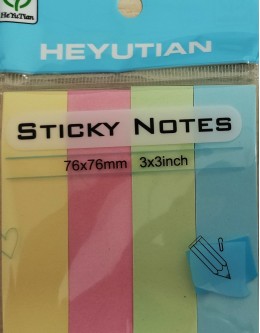 HeYuTian
HEYUTIAN
STICKY NOTES
76x76mm 3x3inch